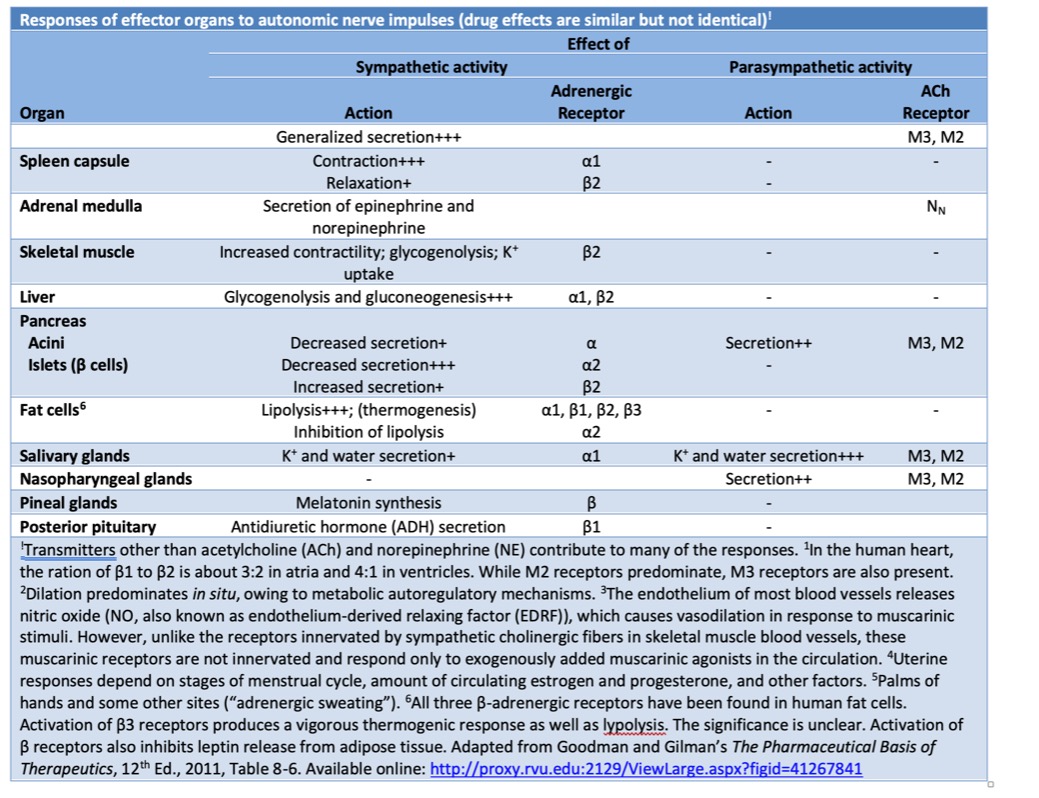 Responses of effector organs to autonomic nerve impulses (drug effects are similar but not identical)!
Effect of
Sympathetic activity Parasympathetic activity
Adrenergic ACh
Organ Action Receptor Action Receptor
Generalized secretion+++ M3, M2
Spleen capsule Contraction+++ α1 - -
Relaxation+ β2 -
Adrenal medulla Secretion of epinephrine and NN
norepinephrine
Skeletal muscle Increased contractility; glycogenolysis; K+ β2 - -
uptake
Liver Glycogenolysis and gluconeogenesis+++ α1, β2 - -
Pancreas
Acini Decreased secretion+ α Secretion++ M3, M2
Islets (β cells) Decreased secretion+++ α2 -
Increased secretion+ β2
Fat cells6 Lipolysis+++; (thermogenesis) α1, β1, β2, β3 - -
Inhibition of lipolysis α2
Salivary glands K+ and water secretion+ α1 K+ and water secretion+++ M3, M2
Nasopharyngeal glands - Secretion++ M3, M2
Pineal glands Melatonin synthesis β -
Posterior pituitary Antidiuretic hormone (ADH) secretion β1 -
!Transmitters other than acetylcholine (ACh) and norepinephrine (NE) contribute to many of the responses. 1In the human heart,
the ration of β1 to β2 is about 3:2 in atria and 4:1 in ventricles. While M2 receptors predominate, M3 receptors are also present.
2Dilation predominates in situ, owing to metabolic autoregulatory mechanisms. 3The endothelium of most blood vessels releases
nitric oxide (NO, also known as endothelium-derived relaxing factor (EDRF)), which causes vasodilation in response to muscarinic
stimuli. However, unlike the receptors innervated by sympathetic cholinergic fibers in skeletal muscle blood vessels, these
muscarinic receptors are not innervated and respond only to exogenously added muscarinic agonists in the circulation. 4Uterine
responses depend on stages of menstrual cycle, amount of circulating estrogen and progesterone, and other factors. 5Palms of
hands and some other sites (“adrenergic sweating”). 6All three β-adrenergic receptors have been found in human fat cells.
Activation of β3 receptors produces a vigorous thermogenic response as well as lypolysis. The significance is unclear. Activation of
β receptors also inhibits leptin release from adipose tissue. Adapted from Goodman and Gilman’s The Pharmaceutical Basis of
Therapeutics, 12th Ed., 2011, Table 8-6. Available online: http://proxy.rvu.edu:2129/ViewLarge.aspx?figid=41267841